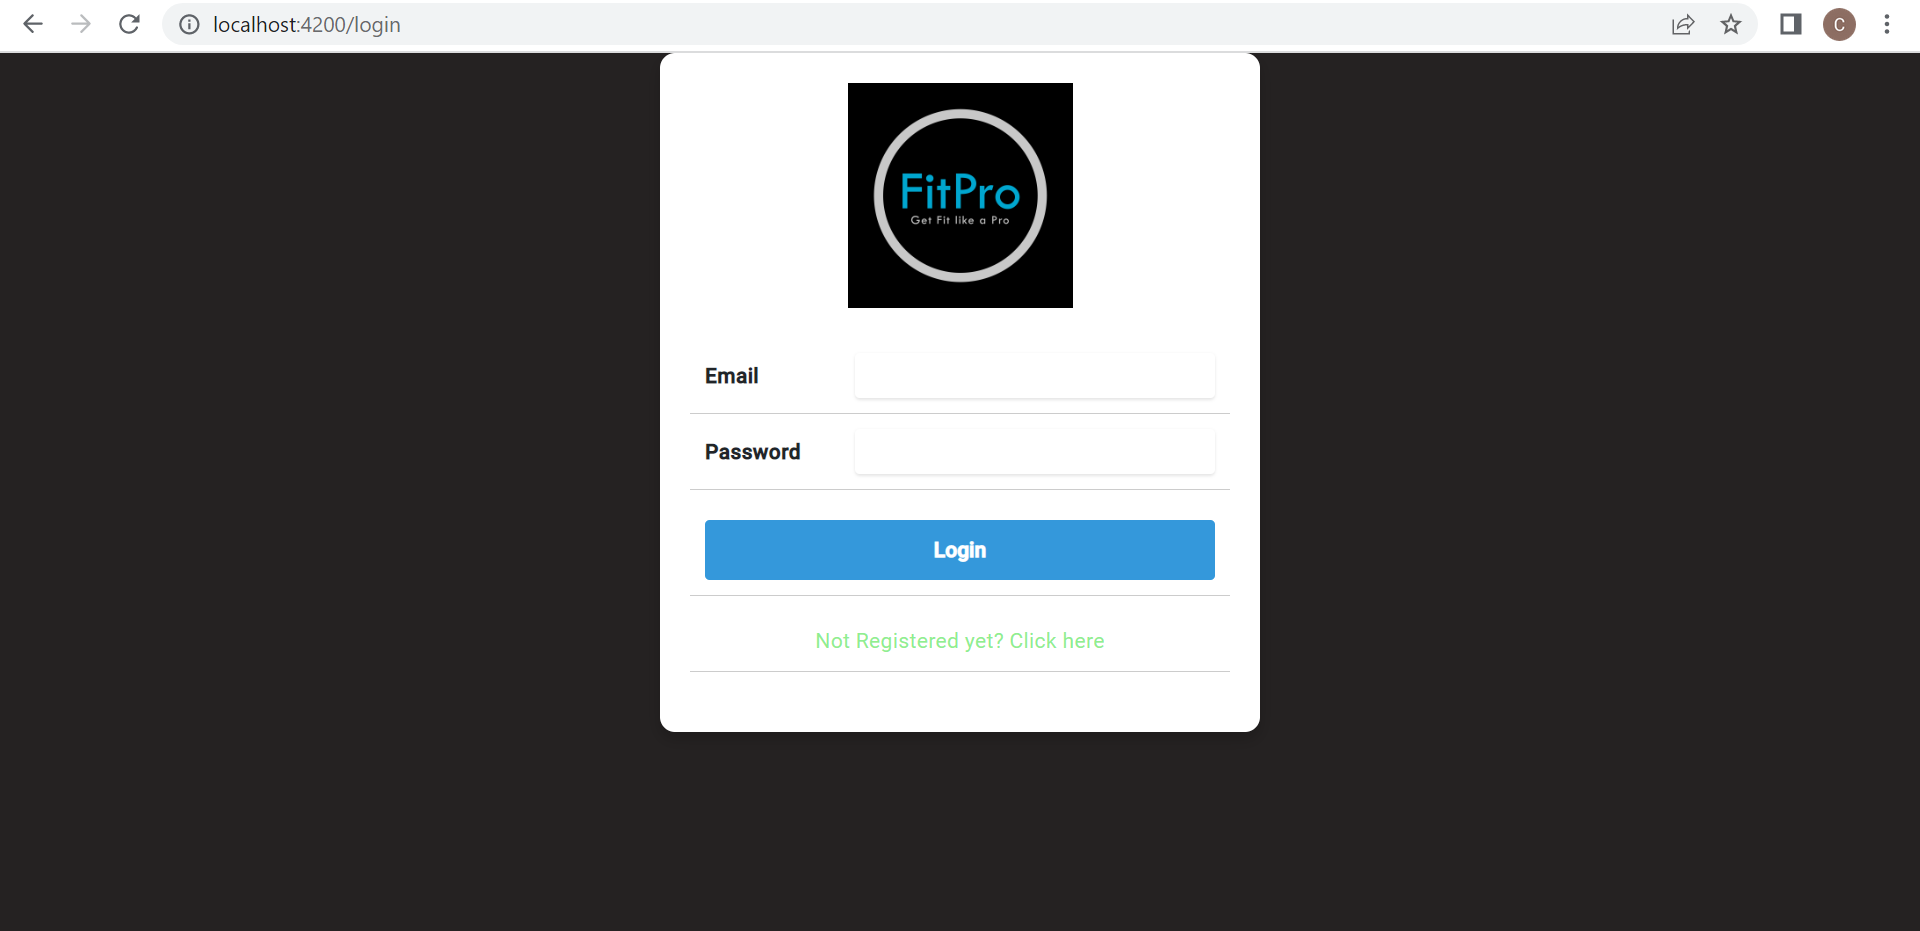 localhost:4200/login
C
FitPro
Get Fit like a Pro
Email
Password
Login
Not Registered yet? Click here